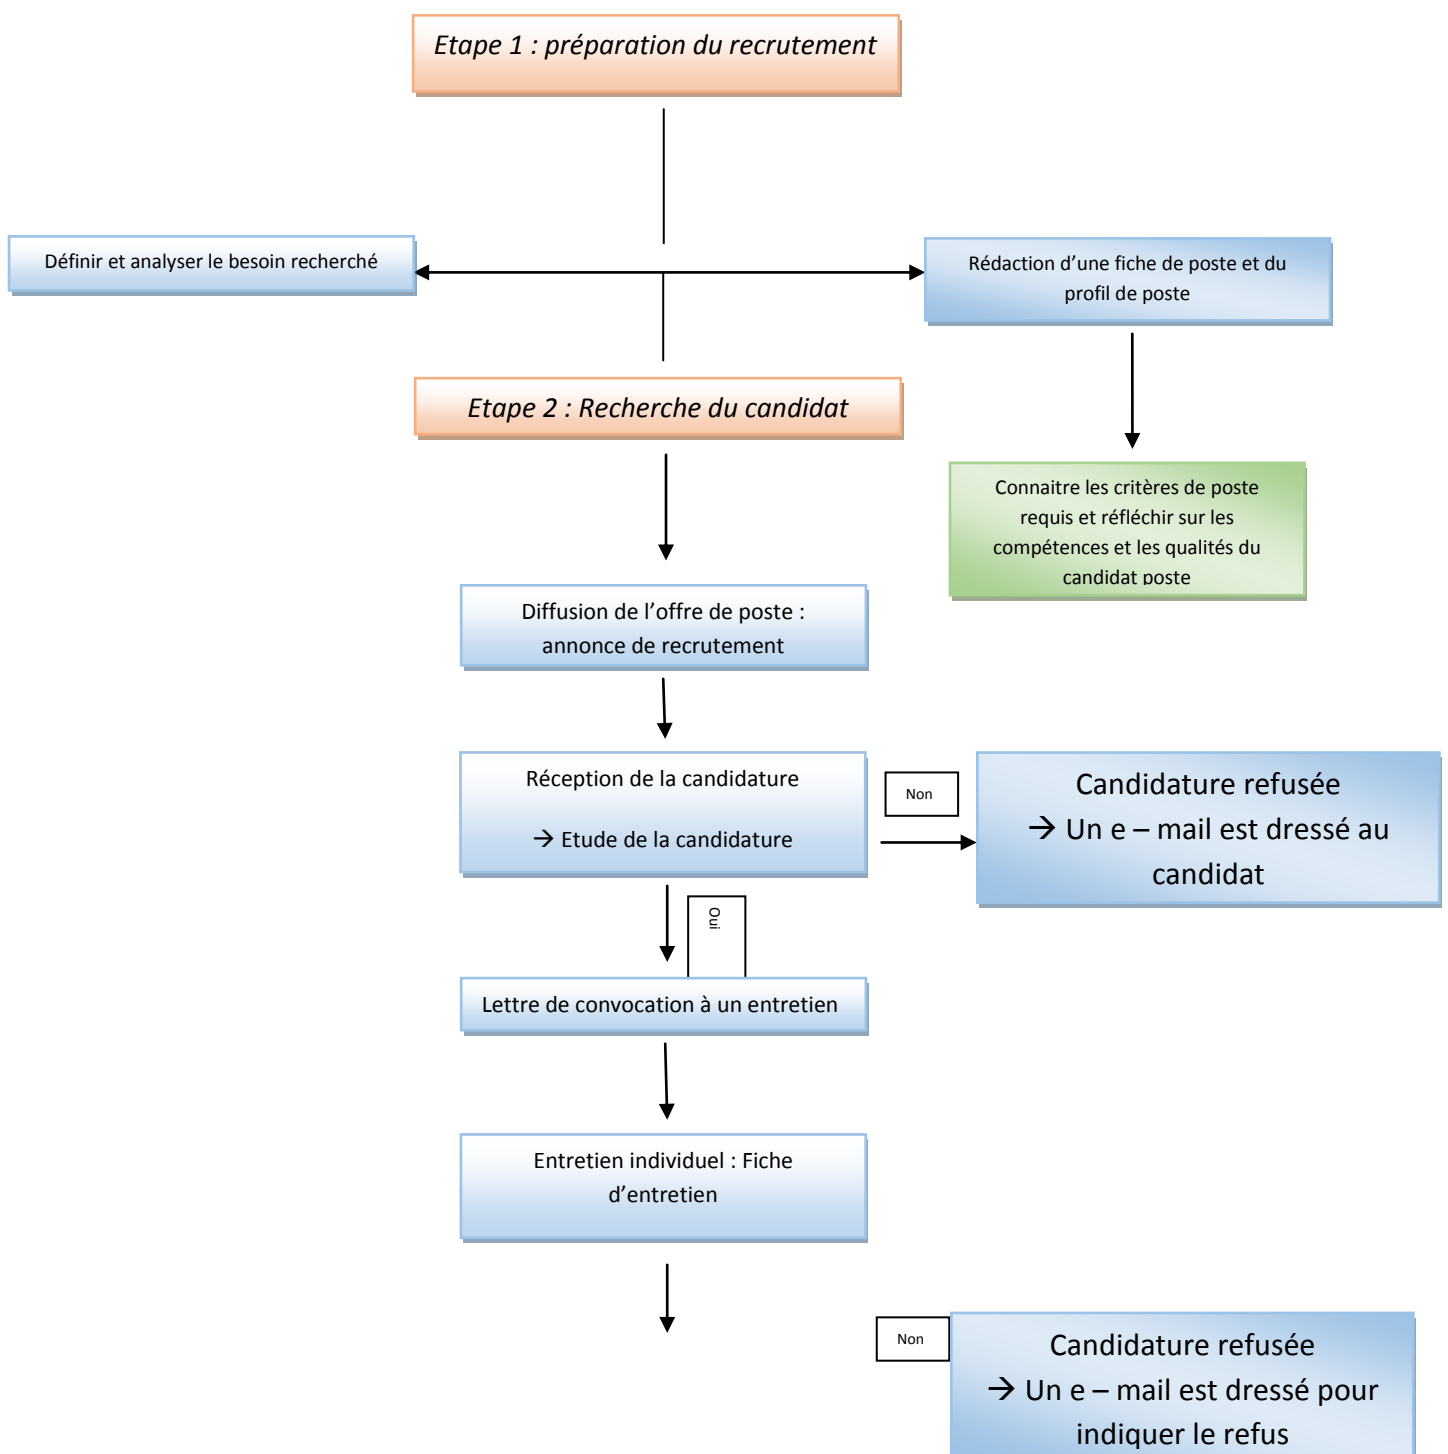 Etape 1 : préparation du recrutement
Définir et analyser le besoin recherché
Rédaction d’une fiche de poste et du
profil de poste
Etape 2 : Recherche du candidat
Connaitre les critères de poste
requis et réfléchir sur les
compétences et les qualités du
candidat poste
Diffusion de l’offre de poste :
annonce de recrutement
Réception de la candidature
→ Etude de la candidature
Non
Candidature refusée
→ Un e – mail est dressé au
candidat
Oui
Lettre de convocation à un entretien
Entretien individuel : Fiche
d’entretien
Non
Candidature refusée
→ Un e – mail est dressé pour
indiquer le refus